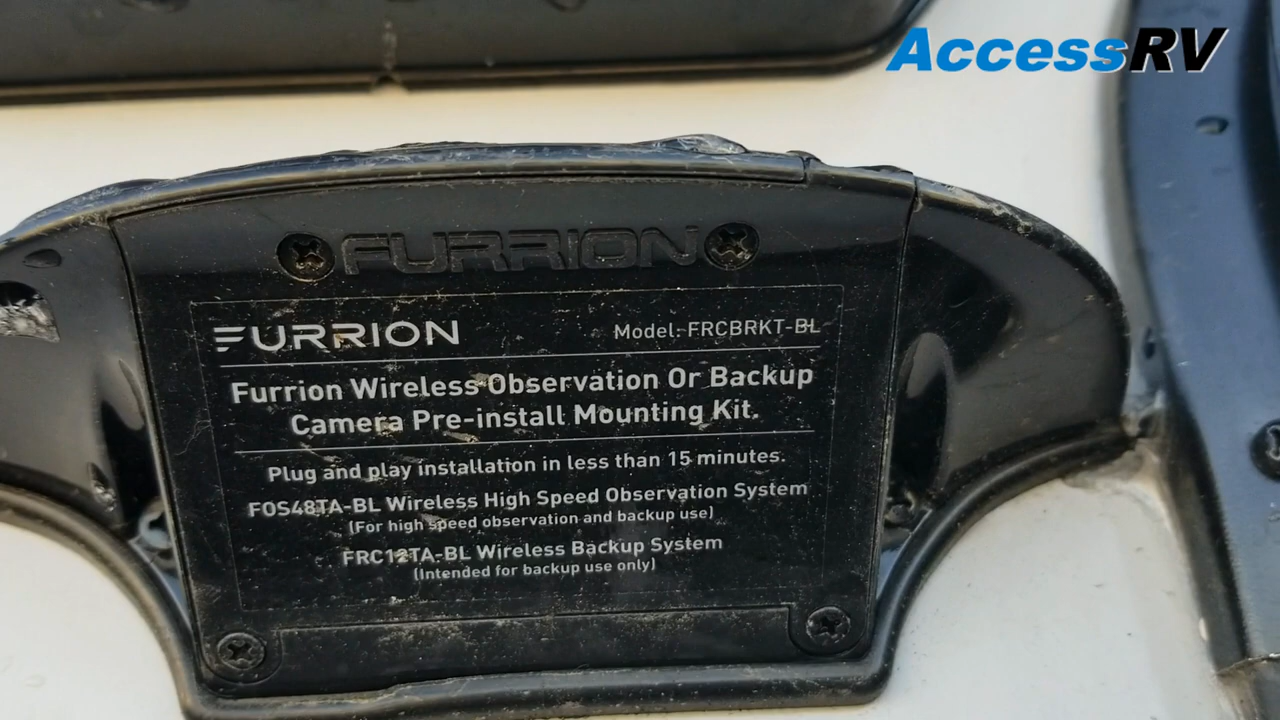 AccessRV
FURRION
FURRION
Model: FRCBRKT-BL
Furrion Wireless Observation Or Backup
Camera Pre-install Mounting Kit.
Plug and play installation in less than 15 minutes.
FOS48TA-BL Wireless High Speed Observation System
(For high speed observation and backup use)
FRC12TA-BL Wireless Backup System
(Intended for backup use only)